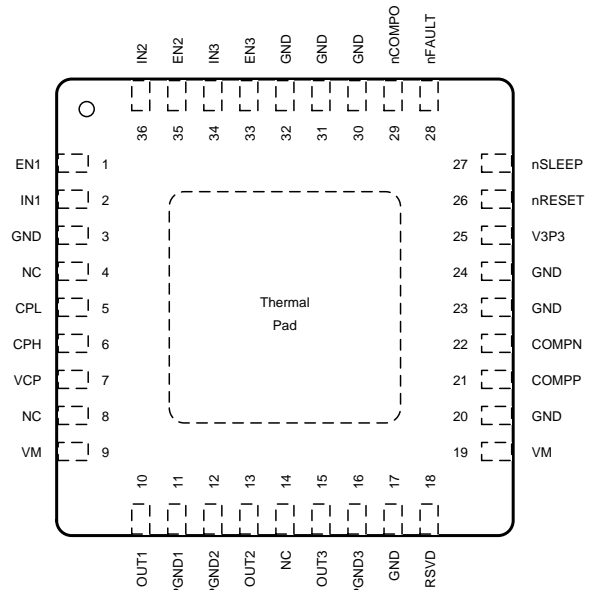 IN2 EN2 IN3 EN3 GND GND GND nCOMPO nFAULT
36 35 34 33 32 31 30 29 28
EN1 1 27 nSLEEP
IN1 2 26 nRESET
GND 3 25 V3P3
NC 4 24 GND
CPL 5 23 GND
Thermal
Pad
CPH 6 22 COMPN
VCP 7 21 COMPP
NC 8 20 GND
VM 9 19 VM
10 11 12 13 14 15 16 17 18
OUT1 PGND1 PGND2 OUT2 NC OUT3 PGND3 GND RSVD